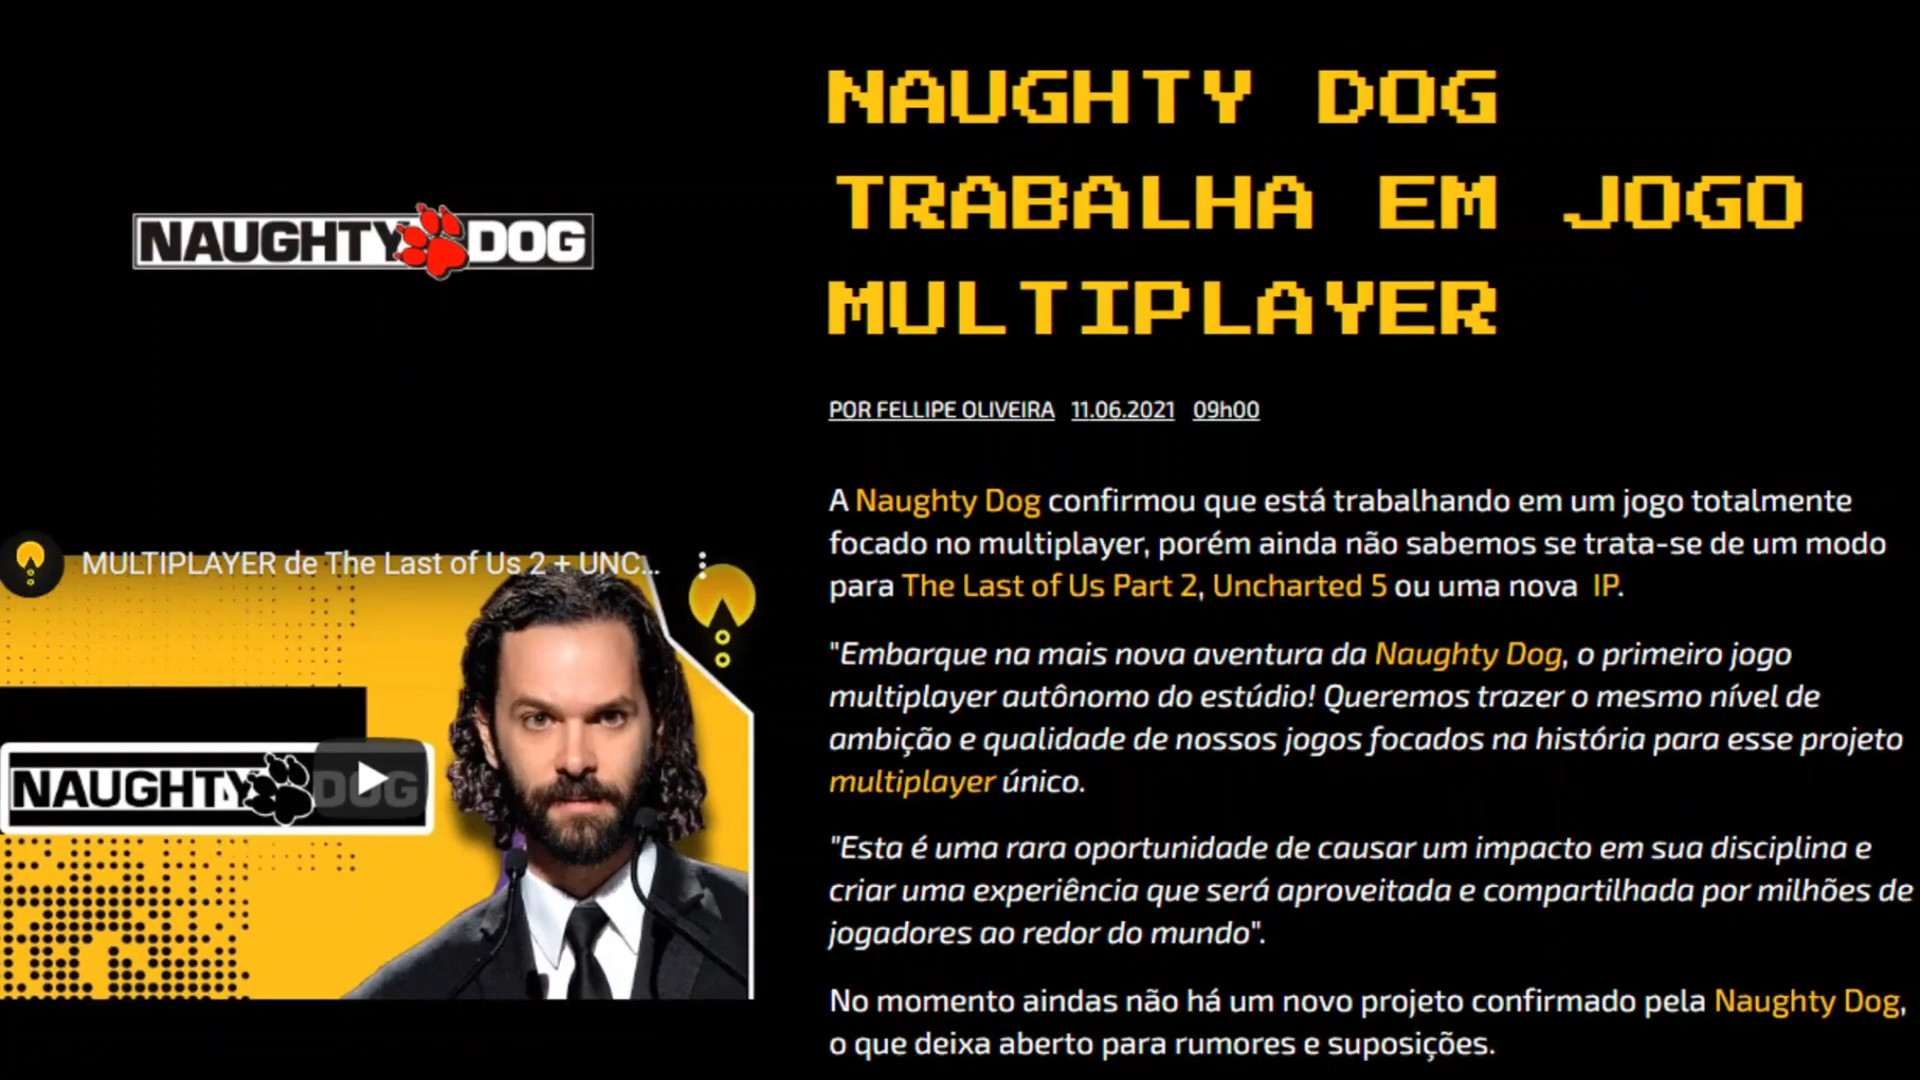 NAUGHTY DOG
TRABALHA EM JOGO
MULTIPLAYER
NAUGHTY DOG
POR FELLIPE OLIVEIRA 11.06.2021 09h00
A Naughty Dog confirmou que está trabalhando em um jogo totalmente
focado no multiplayer, porém ainda não sabemos se trata-se de um modo
para The Last of Us Part 2, Uncharted 5 ou uma nova IP.
"Embarque na mais nova aventura da Naughty Dog, o primeiro jogo
multiplayer autônomo do estúdio! Queremos trazer o mesmo nível de
ambição e qualidade de nossos jogos focados na história para esse projeto
multiplayer único.
"Esta é uma rara oportunidade de causar um impacto em sua disciplina e
criar uma experiência que será aproveitada e compartilhada por milhões de
jogadores ao redor do mundo".
No momento aindas não há um novo projeto confirmado pela Naughty Dog,
o que deixa aberto para rumores e suposições.
MULTIPLAYER de The Last of Us 2 + UNC...
NAUGHTY DOG